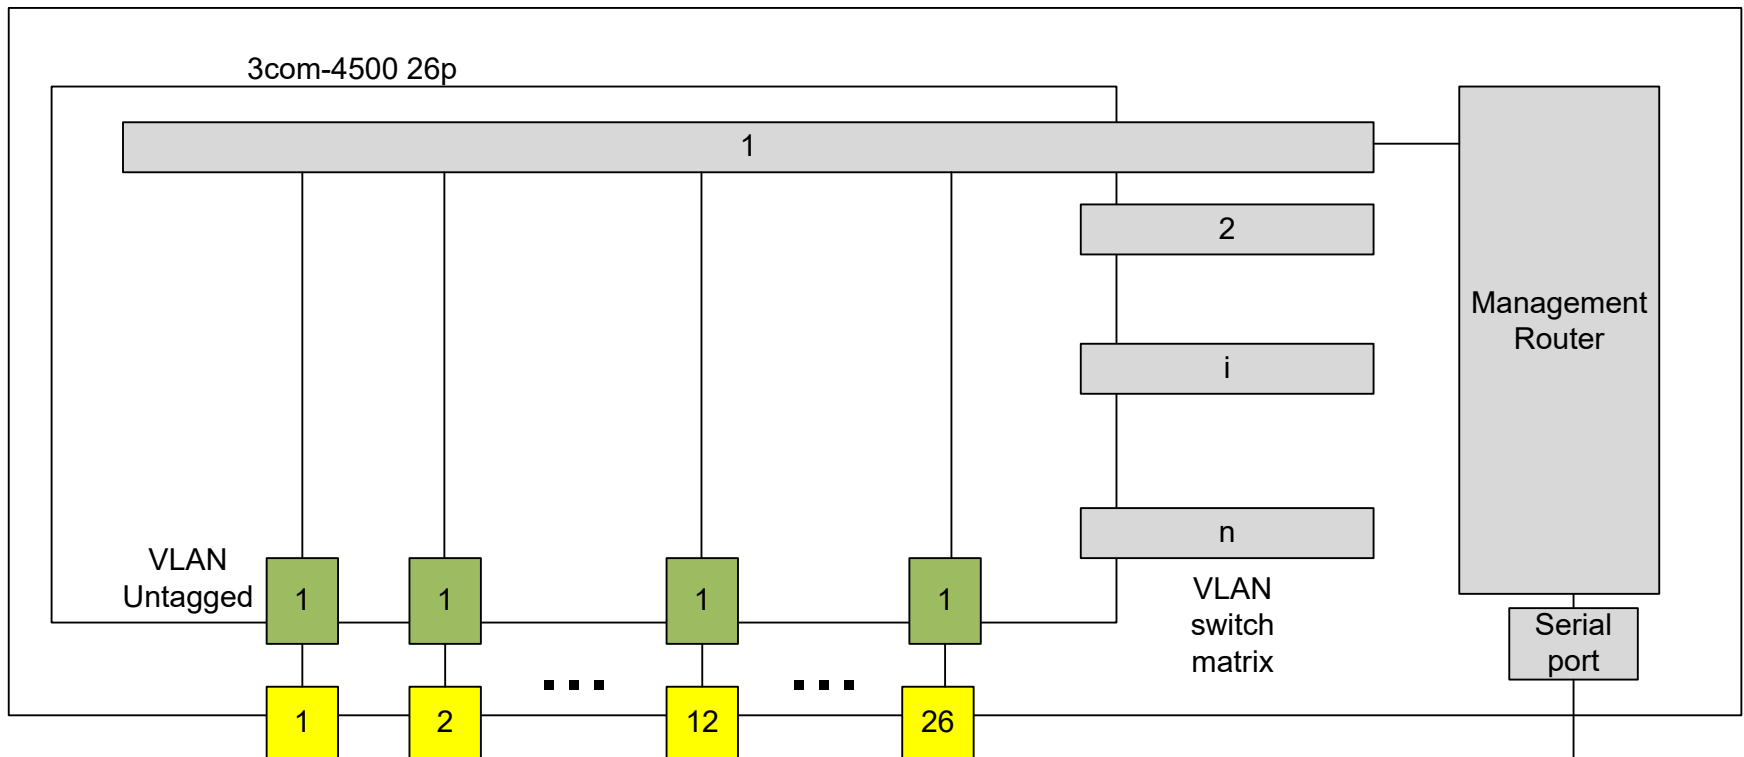 3com-4500 26p
1
2
Management
Router
i
n
VLAN
Untagged
1
1
1
1
VLAN
switch
matrix
Serial
port
1
2
12
26